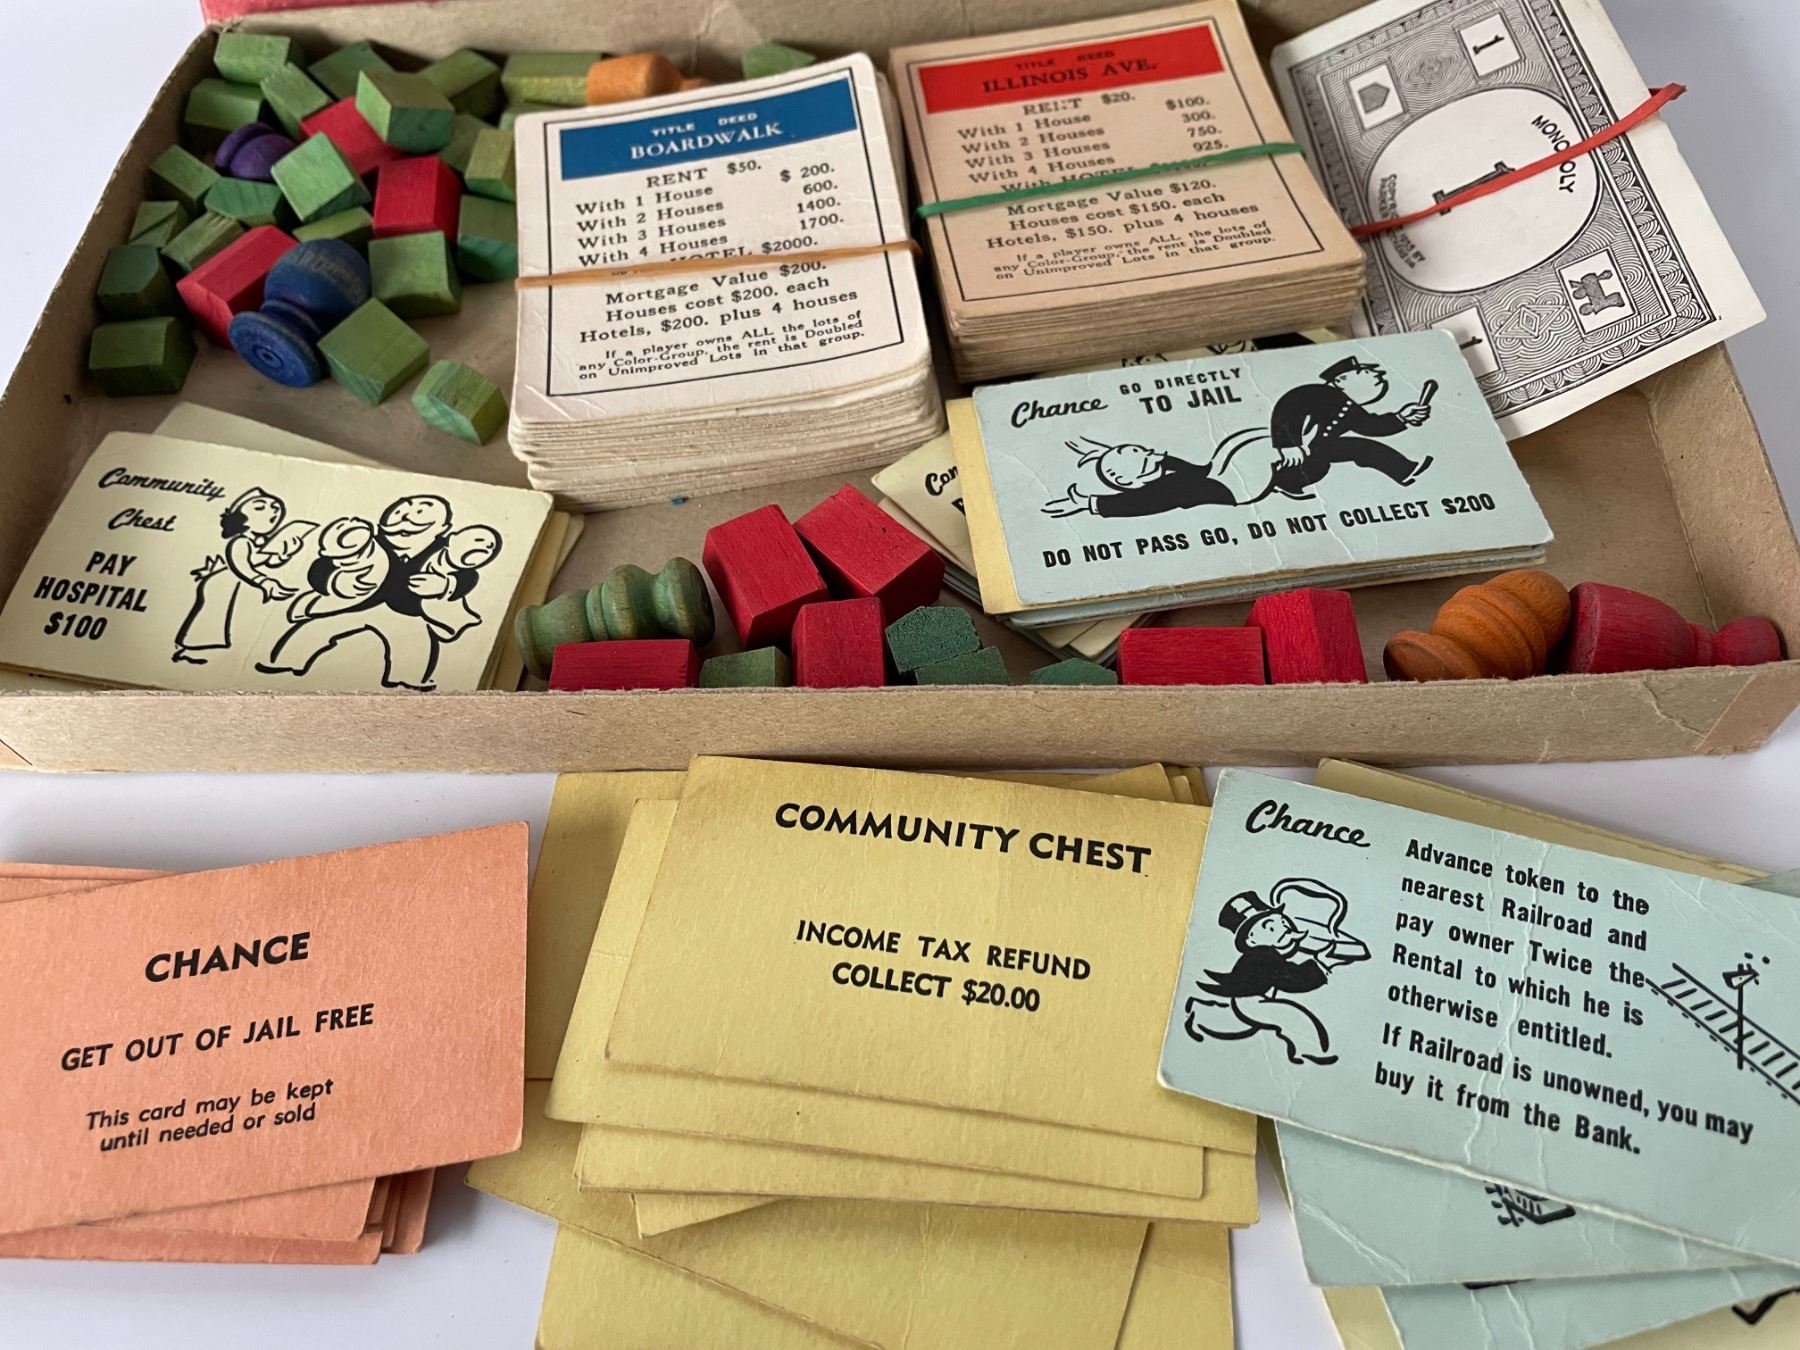 TITLE DEED
BOARDWALK
RENT $50.
With 1 House $ 200.
With 2 Houses 600.
With 3 Houses 1400.
With 4 Houses 1700.
HOTEL $2000.
Mortgage Value $200.
Houses cost $200. each
Hotels, $200. plus 4 houses
If a player owns ALL the lots of
any Color-Group, the rent is Doubled
on Unimproved Lots in that group.
TITLE DEED
ILLINOIS AVE.
RENT $20.
With 1 House $100.
With 2 Houses 300.
With 3 Houses 750.
With 4 Houses 925.
With HOTEL
Mortgage Value $120.
Houses cost $150. each
Hotels, $150. plus 4 houses
If a player owns ALL the lots of
any Color-Group, the rent is Doubled
on Unimproved Lots in that group.
1
MONOPOLY
1
Chance GO DIRECTLY
TO JAIL
DO NOT PASS GO, DO NOT COLLECT $200
Community
Chest
PAY
HOSPITAL
$100
CHANCE
GET OUT OF JAIL FREE
This card may be kept
until needed or sold
COMMUNITY CHEST
INCOME TAX REFUND
COLLECT $20.00
Chance
Advance token to the
nearest Railroad and
pay owner Twice the
Rental to which he is
otherwise entitled.
If Railroad is unowned, you may
buy it from the Bank.